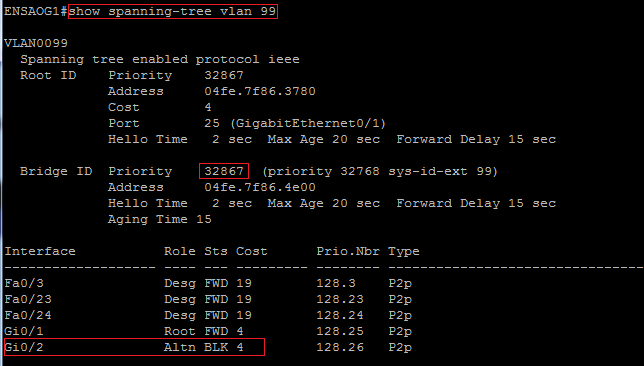 ENSAOG1#show spanning-tree vlan 99
VLAN0099
Spanning tree enabled protocol ieee
Root ID Priority 32867
Address 04fe.7f86.3780
Cost 4
Port 25 (GigabitEthernet0/1)
Hello Time 2 sec Max Age 20 sec Forward Delay 15 sec
Bridge ID Priority 32867 (priority 32768 sys-id-ext 99)
Address 04fe.7f86.4e00
Hello Time 2 sec Max Age 20 sec Forward Delay 15 sec
Aging Time 15
Interface Role Sts Cost Prio.Nbr Type
------------------- ---- --- --------- -------- --------------------------------
Fa0/3 Desg FWD 19 128.3 P2p
Fa0/23 Desg FWD 19 128.23 P2p
Fa0/24 Desg FWD 19 128.24 P2p
Gi0/1 Root FWD 4 128.25 P2p
Gi0/2 Altn BLK 4 128.26 P2p